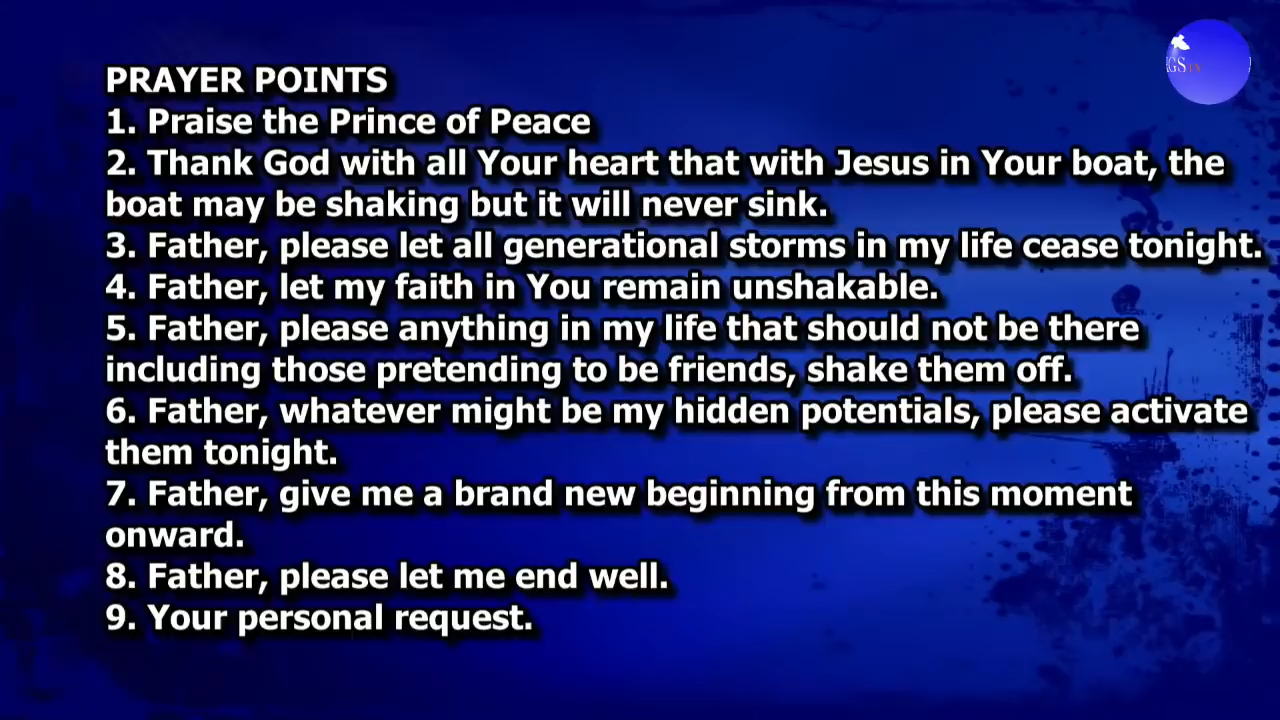 PRAYER POINTS
1. Praise the Prince of Peace
2. Thank God with all Your heart that with Jesus in Your boat, the
boat may be shaking but it will never sink.
3. Father, please let all generational storms in my life cease tonight.
4. Father, let my faith in You remain unshakable.
5. Father, please anything in my life that should not be there
including those pretending to be friends, shake them off.
6. Father, whatever might be my hidden potentials, please activate
them tonight.
7. Father, give me a brand new beginning from this moment
onward.
8. Father, please let me end well.
9. Your personal request.